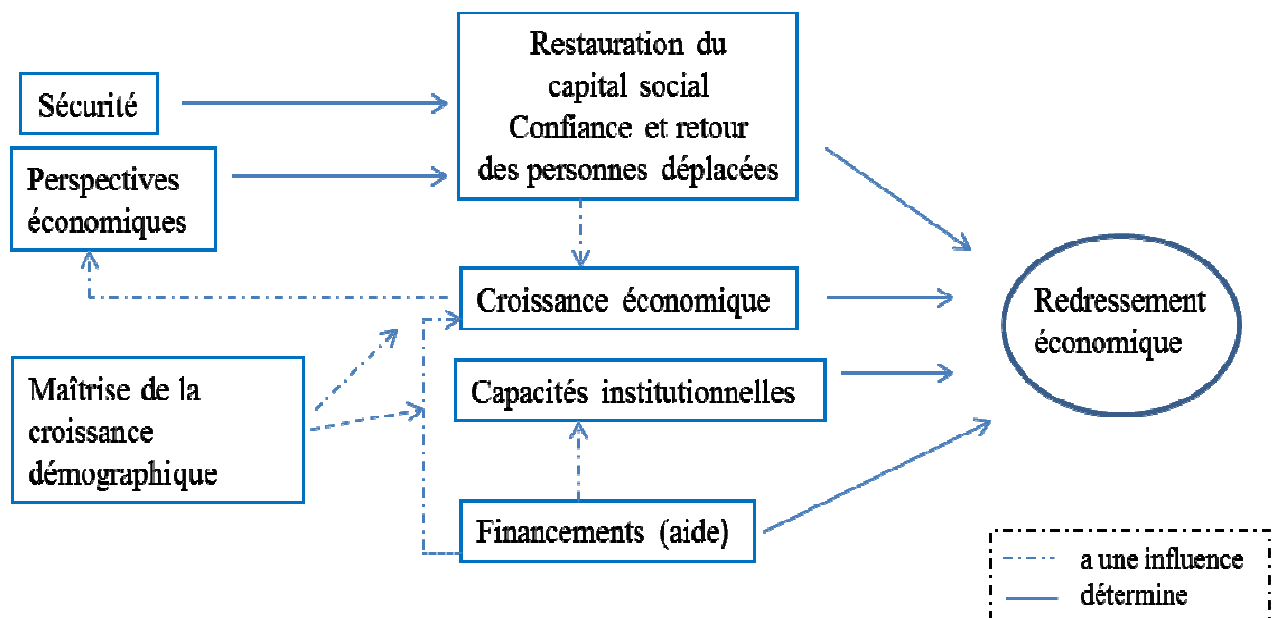 Restauration du
capital social
Confiance et retour
des personnes déplacées
Sécurité
Perspectives
économiques
Croissance économique
Redressement
économique
Maîtrise de la
croissance
démographique
Capacités institutionnelles
Financements (aide)
a une influence
détermine